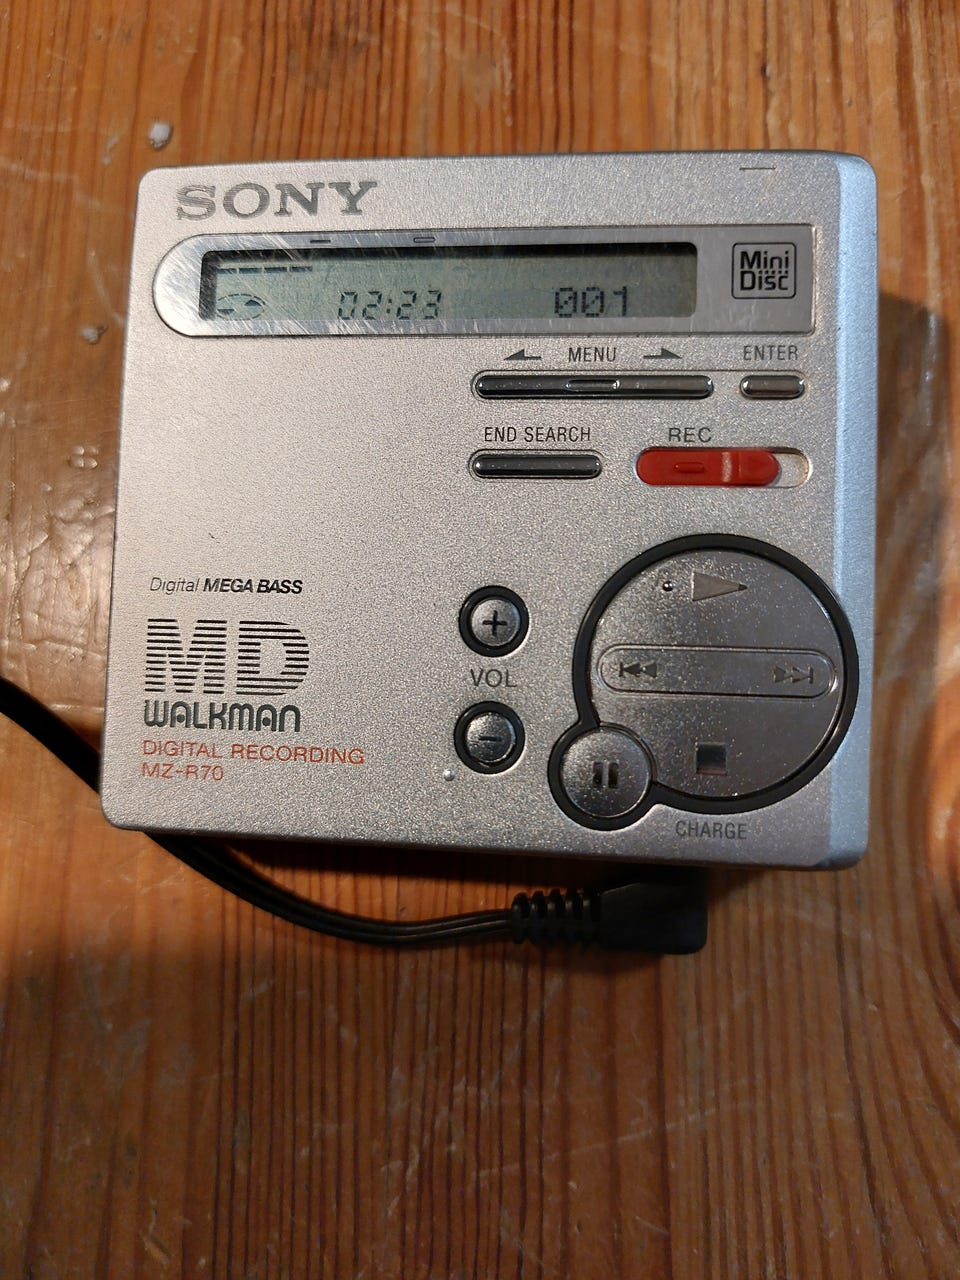 SONY
02:23 001
Mini
Disc
MENU ENTER
END SEARCH REC
Digital MEGA BASS
MD
WALKMAN
DIGITAL RECORDING
MZ-R70
+
VOL
-
CHARGE